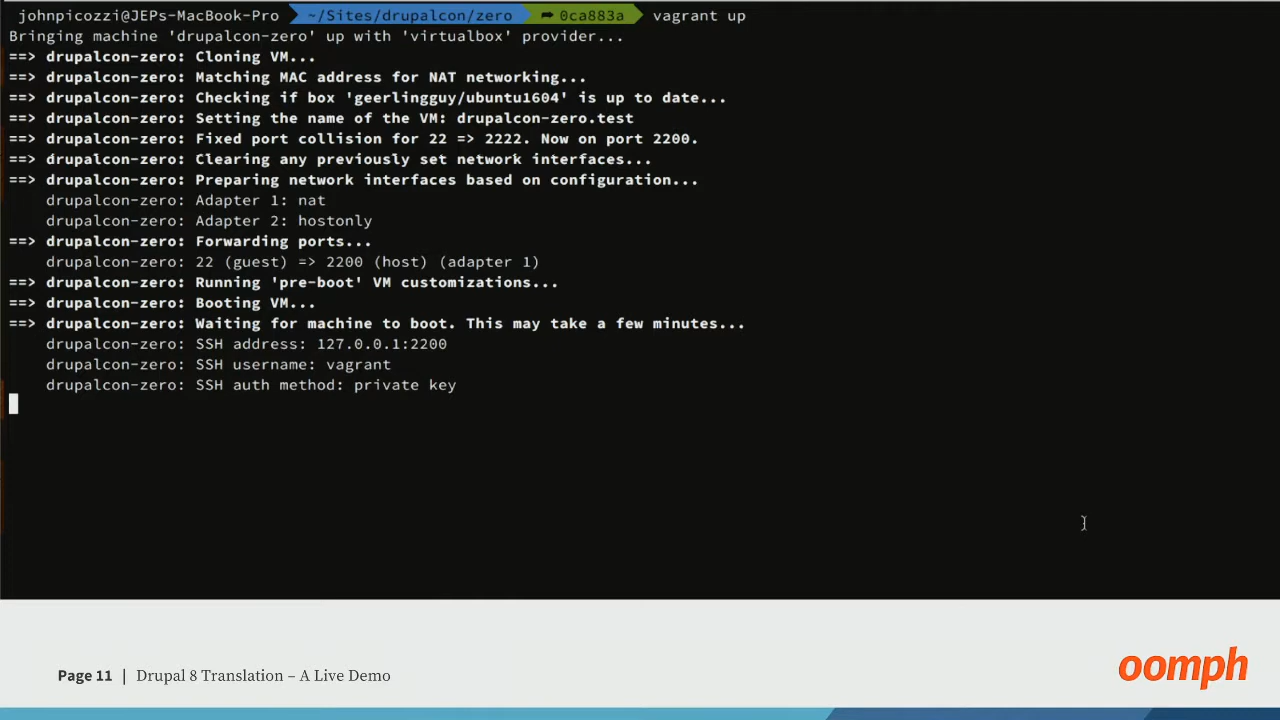 johnpicozzi@JEPs-MacBook-Pro ~/Sites/drupalcon/zero ➦ 0ca883a vagrant up
Bringing machine 'drupalcon-zero' up with 'virtualbox' provider...
==> drupalcon-zero: Cloning VM...
==> drupalcon-zero: Matching MAC address for NAT networking...
==> drupalcon-zero: Checking if box 'geerlingguy/ubuntu1604' is up to date...
==> drupalcon-zero: Setting the name of the VM: drupalcon-zero.test
==> drupalcon-zero: Fixed port collision for 22 => 2222. Now on port 2200.
==> drupalcon-zero: Clearing any previously set network interfaces...
==> drupalcon-zero: Preparing network interfaces based on configuration...
drupalcon-zero: Adapter 1: nat
drupalcon-zero: Adapter 2: hostonly
==> drupalcon-zero: Forwarding ports...
drupalcon-zero: 22 (guest) => 2200 (host) (adapter 1)
==> drupalcon-zero: Running 'pre-boot' VM customizations...
==> drupalcon-zero: Booting VM...
==> drupalcon-zero: Waiting for machine to boot. This may take a few minutes...
drupalcon-zero: SSH address: 127.0.0.1:2200
drupalcon-zero: SSH username: vagrant
drupalcon-zero: SSH auth method: private key
Page 11 | Drupal 8 Translation – A Live Demo
oomph